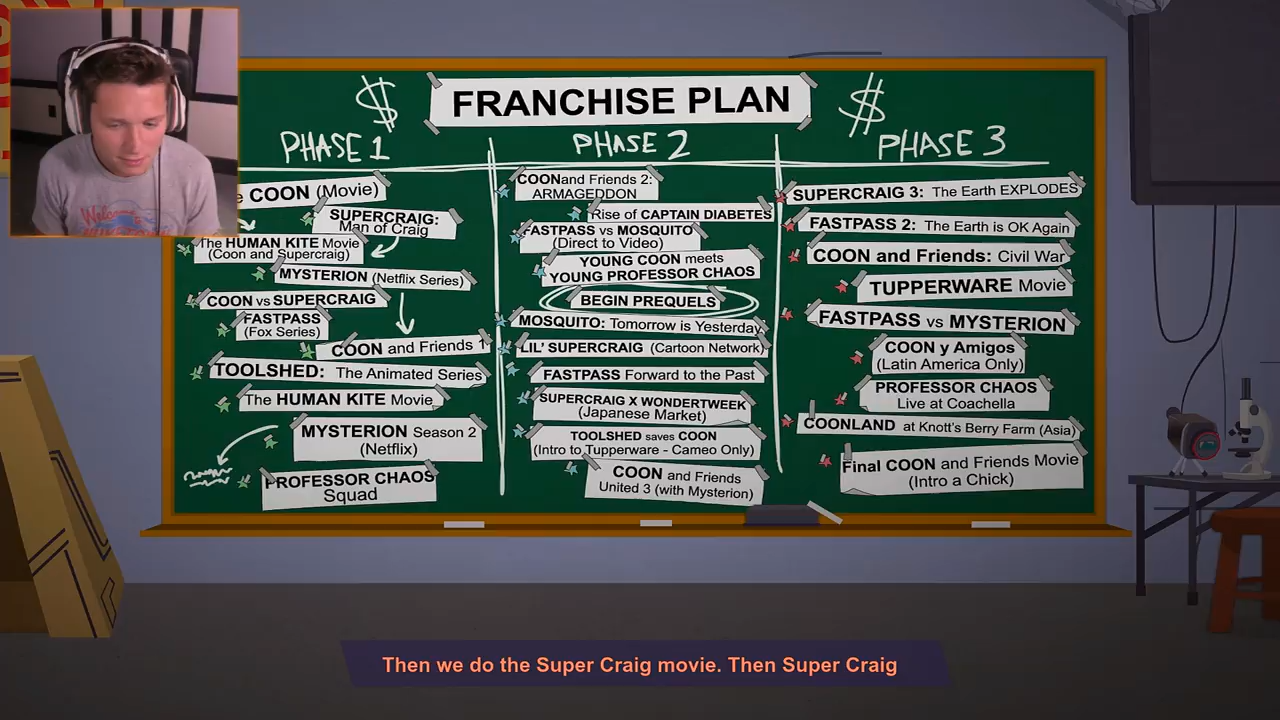 FRANCHISE PLAN
$
$
PHASE 1
COON (Movie)
SUPERCRAIG:
Man of Craig
The HUMAN KITE Movie
(Coon and Supercraig)
MYSTERION (Netflix Series)
COON vs SUPERCRAIG
FASTPASS
(Fox Series)
COON and Friends 1
TOOLSHED: The Animated Series
The HUMAN KITE Movie
MYSTERION Season 2
(Netflix)
PROFESSOR CHAOS
Squad
PHASE 2
COONand Friends 2:
ARMAGEDDON
Rise of CAPTAIN DIABETES
FASTPASS vs MOSQUITO
(Direct to Video)
YOUNG COON meets
YOUNG PROFESSOR CHAOS
BEGIN PREQUELS
MOSQUITO: Tomorrow is Yesterday
LIL' SUPERCRAIG (Cartoon Network)
FASTPASS Forward to the Past
SUPERCRAIG X WONDERTWEEK
(Japanese Market)
TOOLSHED saves COON
(Intro to Tupperware - Cameo Only)
COON and Friends
United 3 (with Mysterion)
PHASE 3
SUPERCRAIG 3: The Earth EXPLODES
FASTPASS 2: The Earth is OK Again
COON and Friends: Civil War
TUPPERWARE Movie
FASTPASS vs MYSTERION
COON y Amigos
(Latin America Only)
PROFESSOR CHAOS
Live at Coachella
COONLAND at Knott's Berry Farm (Asia)
Final COON and Friends Movie
(Intro a Chick)
Welcome
Then we do the Super Craig movie. Then Super Craig